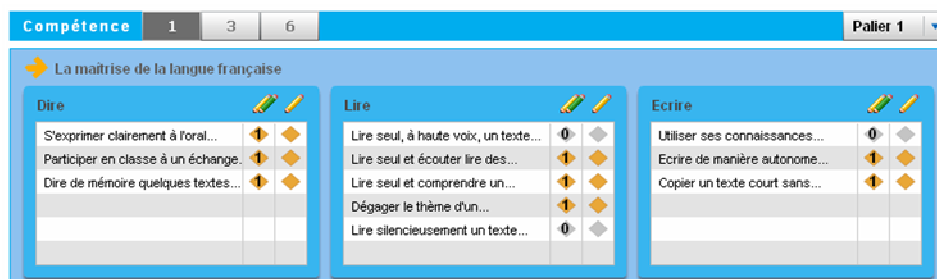 Compétence 1 3 6 Palier 1
La maîtrise de la langue française
Dire
S'exprimer clairement à l'oral... 1
Participer en classe à un échange. 1
Dire de mémoire quelques textes... 1
Lire
Lire seul, à haute voix, un texte... 0
Lire seul et écouter lire des... 1
Lire seul et comprendre un... 1
Dégager le thème d'un... 1
Lire silencieusement un texte... 0
Ecrire
Utiliser ses connaissances... 0
Ecrire de manière autonome... 1
Copier un texte court sans... 1